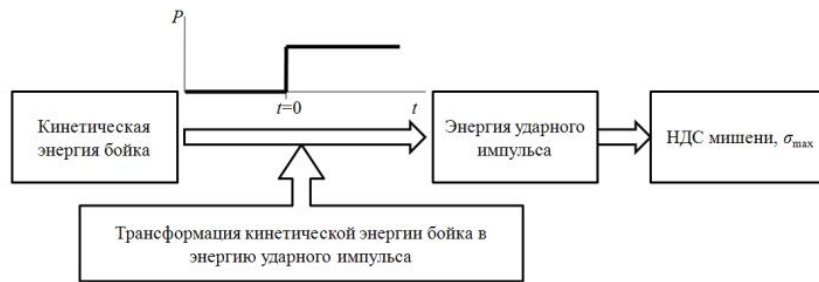 P
t=0
t
Кинетическая
энергия бойка
Энергия ударного
импульса
НДС мишени, σmax
Трансформация кинетической энергии бойка в
энергию ударного импульса